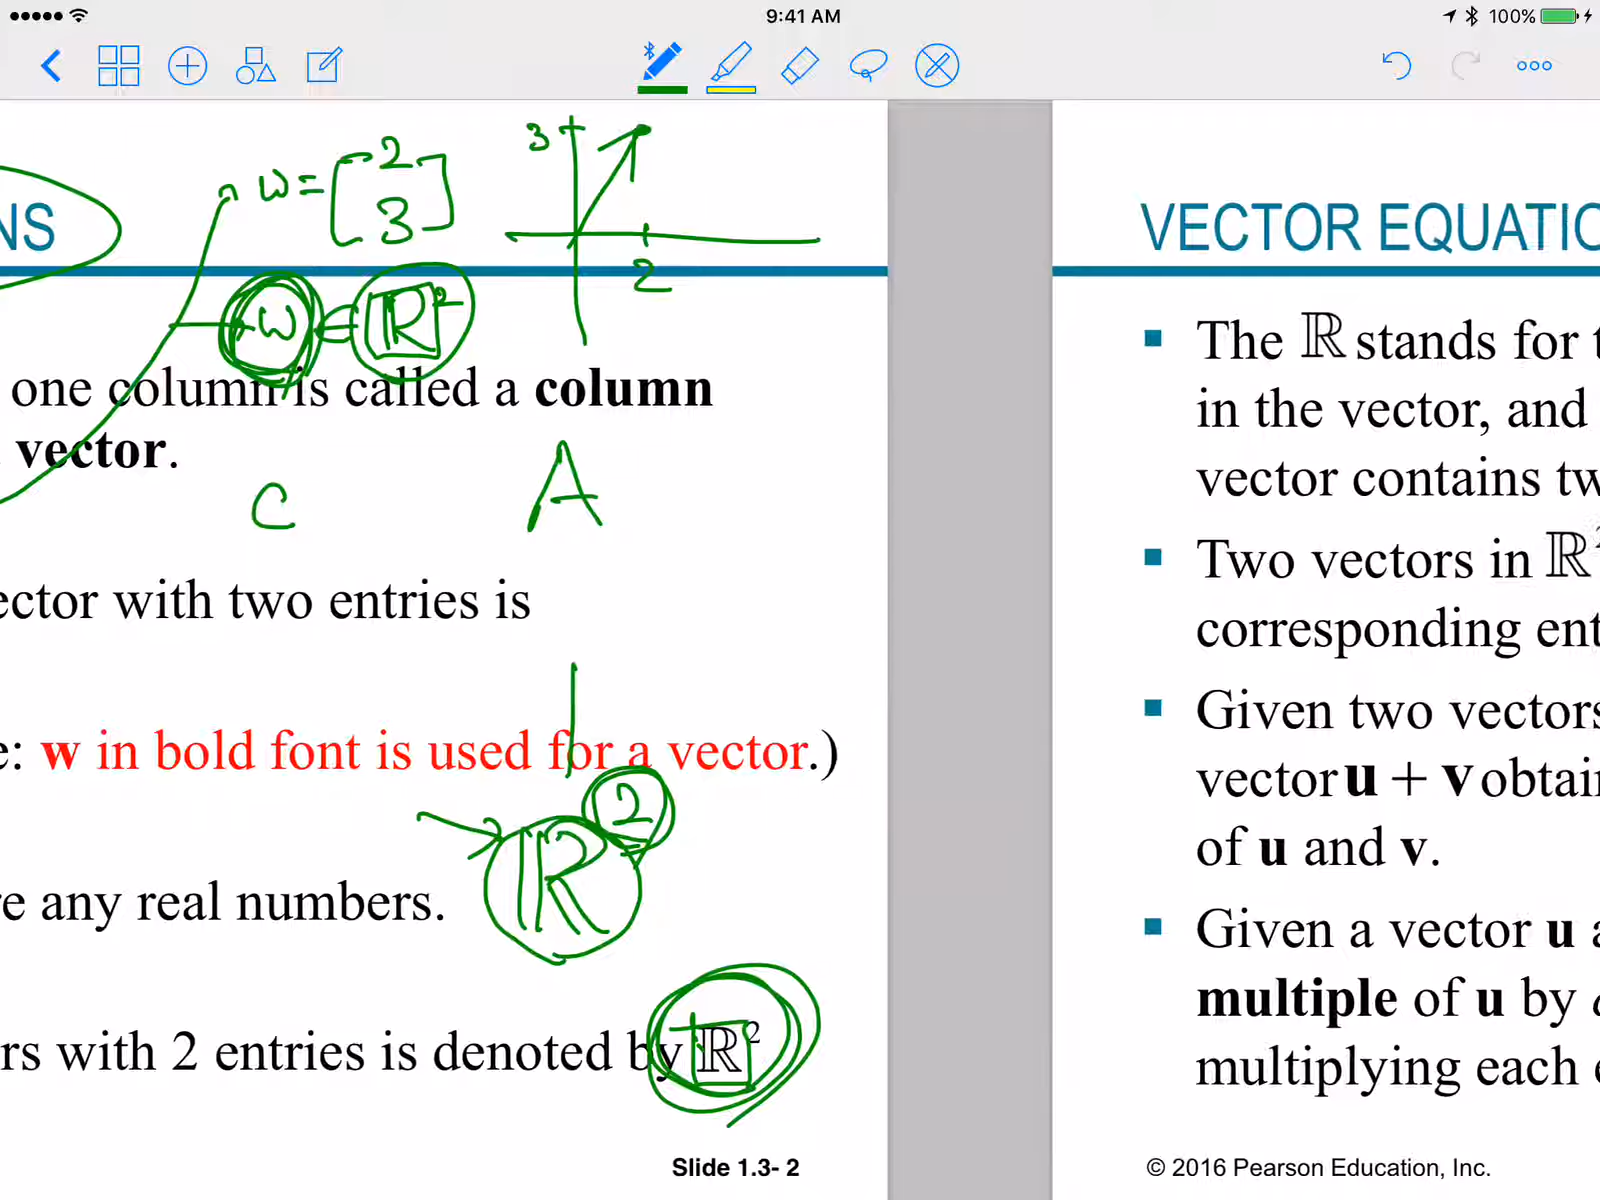 9:41 AM
100%
NS
w = [2 3]
3
2
w ∈ ℝ²
one column is called a column
vector.
C A
ector with two entries is
e: w in bold font is used for a vector.)
ℝ²
re any real numbers.
rs with 2 entries is denoted by ℝ²
Slide 1.3- 2
VECTOR EQUATIO
The ℝ stands for t
in the vector, and
vector contains tw
Two vectors in ℝ²
corresponding ent
Given two vectors
vector u + v obtai
of u and v.
Given a vector u a
multiple of u by c
multiplying each e
© 2016 Pearson Education, Inc.